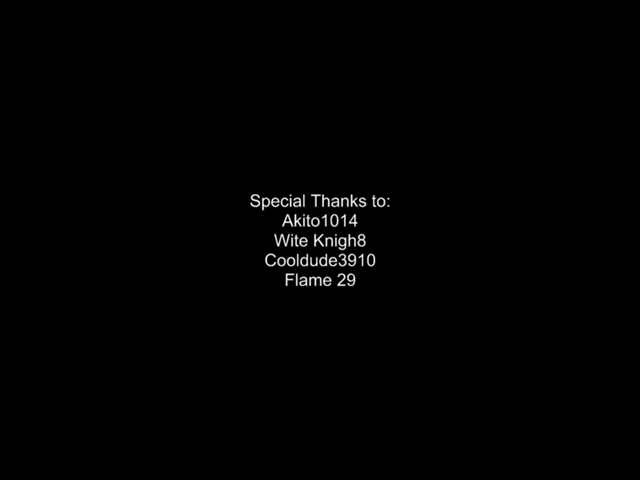 Special Thanks to:
Akito1014
Wite Knigh8
Cooldude3910
Flame 29